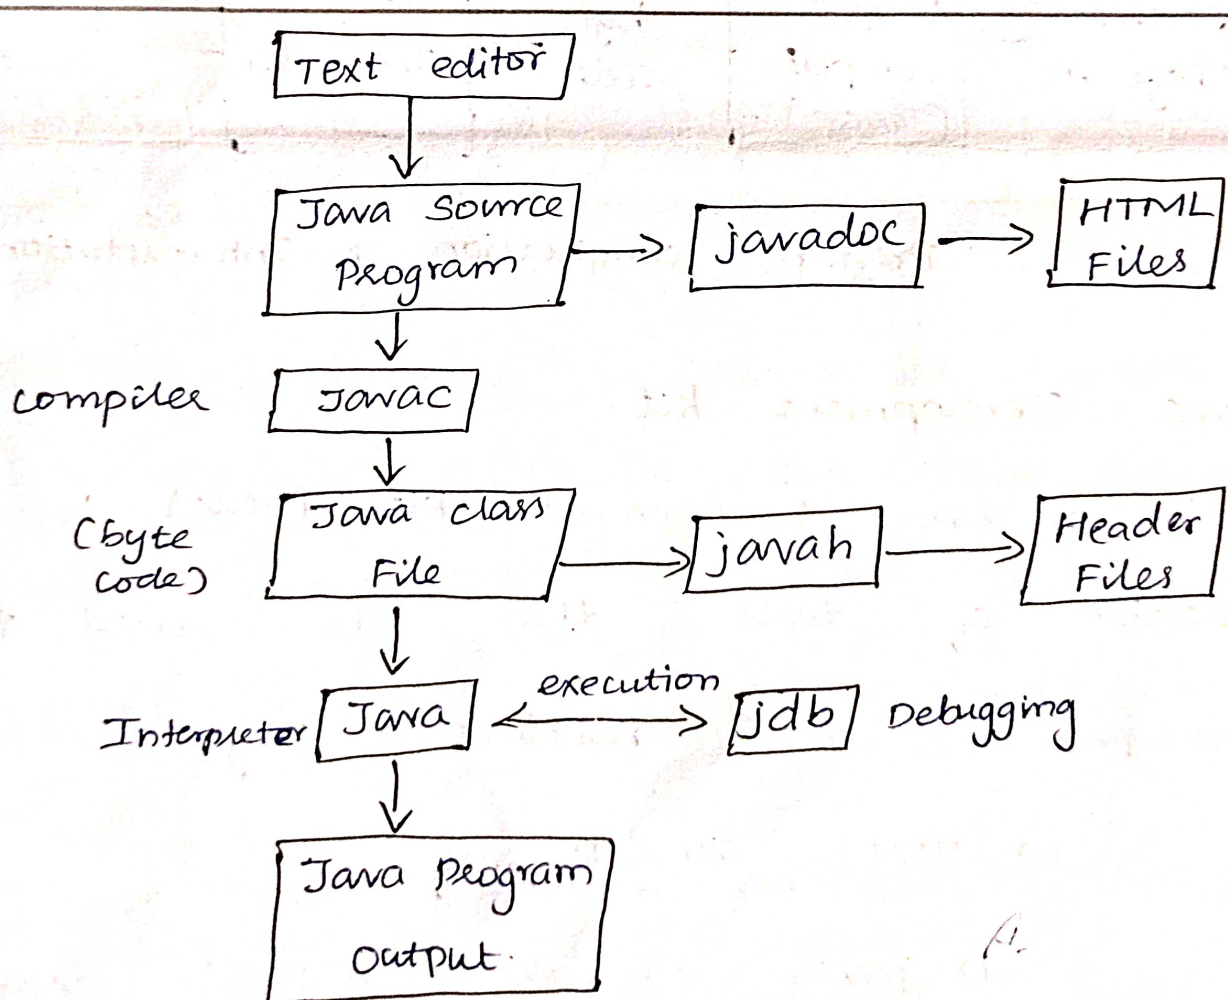 Text editor
Java Source
Program
javadoc
HTML
Files
compiler
Javac
(byte
code)
Java class
File
javah
Header
Files
Interpreter
Java
execution
jdb
Debugging
Java Program
Output.